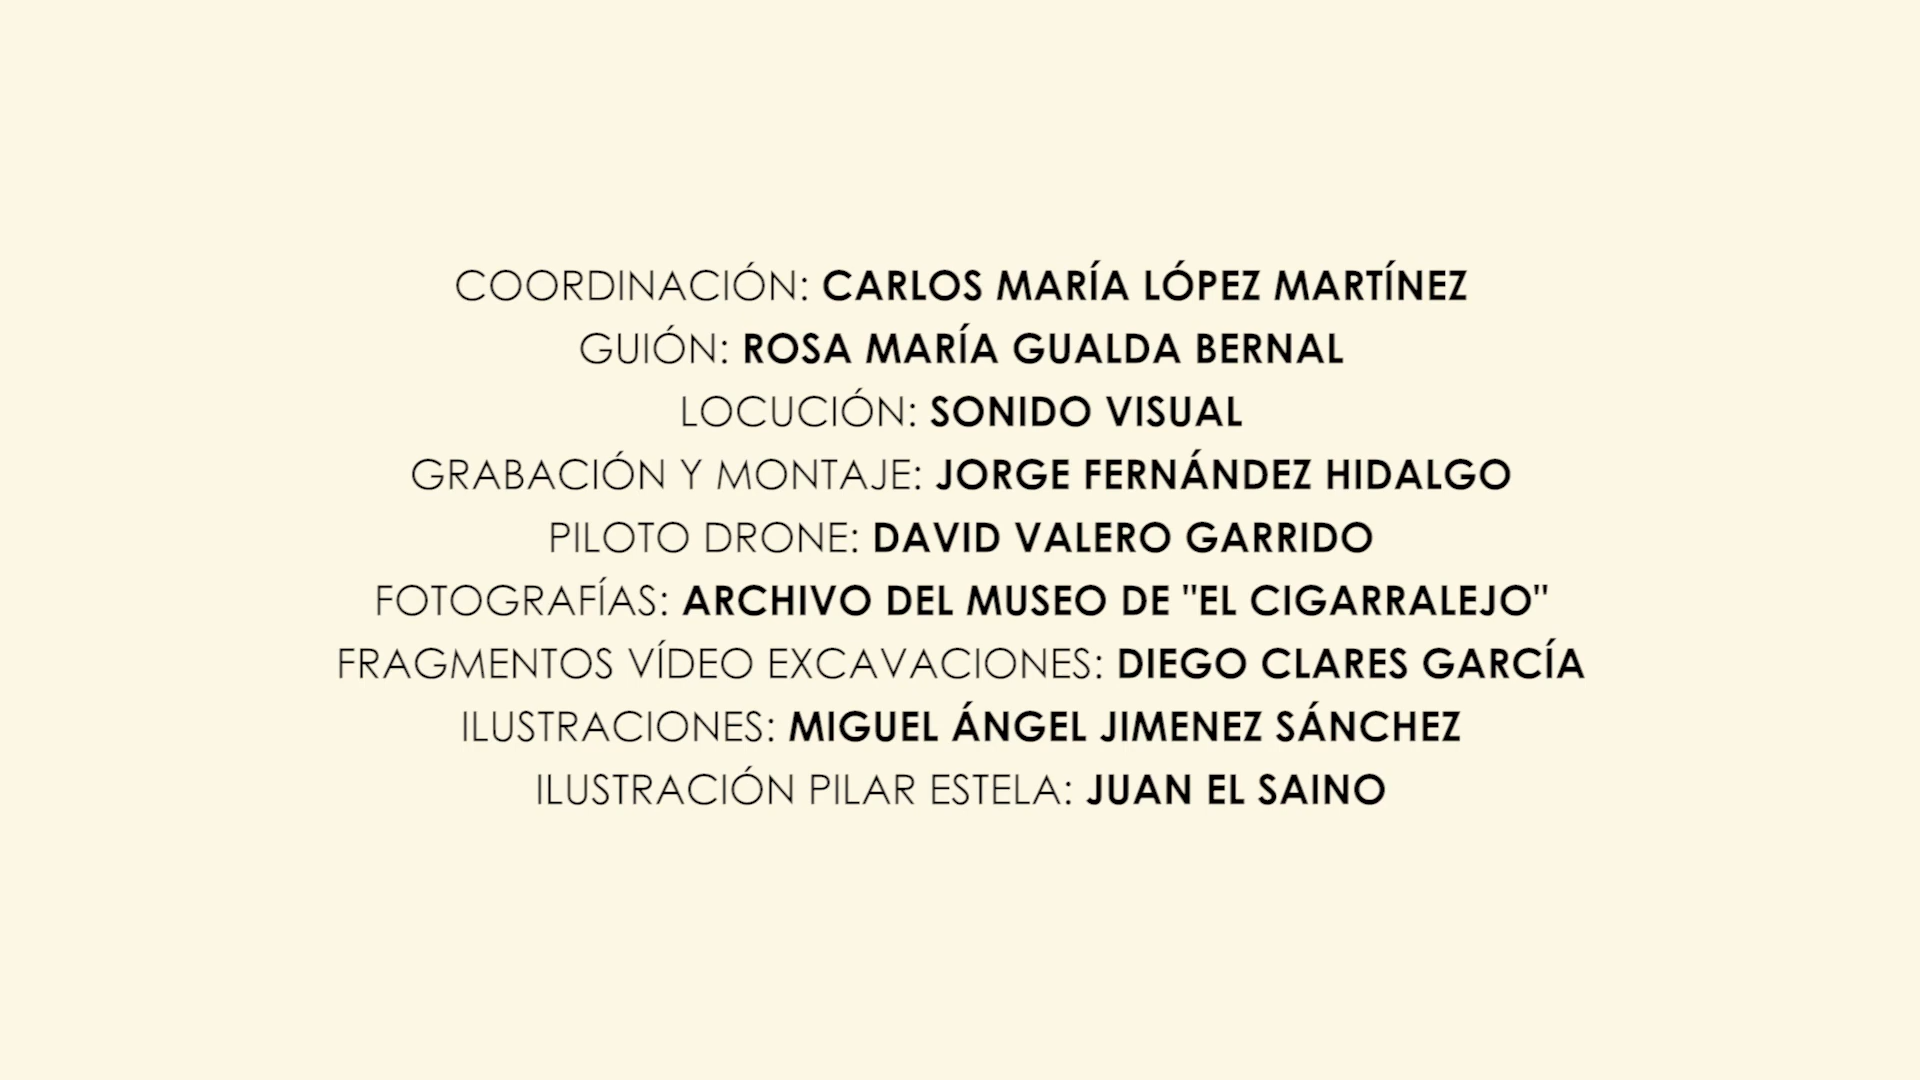 COORDINACIÓN: CARLOS MARÍA LÓPEZ MARTÍNEZ
GUIÓN: ROSA MARÍA GUALDA BERNAL
LOCUCIÓN: SONIDO VISUAL
GRABACIÓN Y MONTAJE: JORGE FERNÁNDEZ HIDALGO
PILOTO DRONE: DAVID VALERO GARRIDO
FOTOGRAFÍAS: ARCHIVO DEL MUSEO DE "EL CIGARRALEJO"
FRAGMENTOS VÍDEO EXCAVACIONES: DIEGO CLARES GARCÍA
ILUSTRACIONES: MIGUEL ÁNGEL JIMENEZ SÁNCHEZ
ILUSTRACIÓN PILAR ESTELA: JUAN EL SAINO